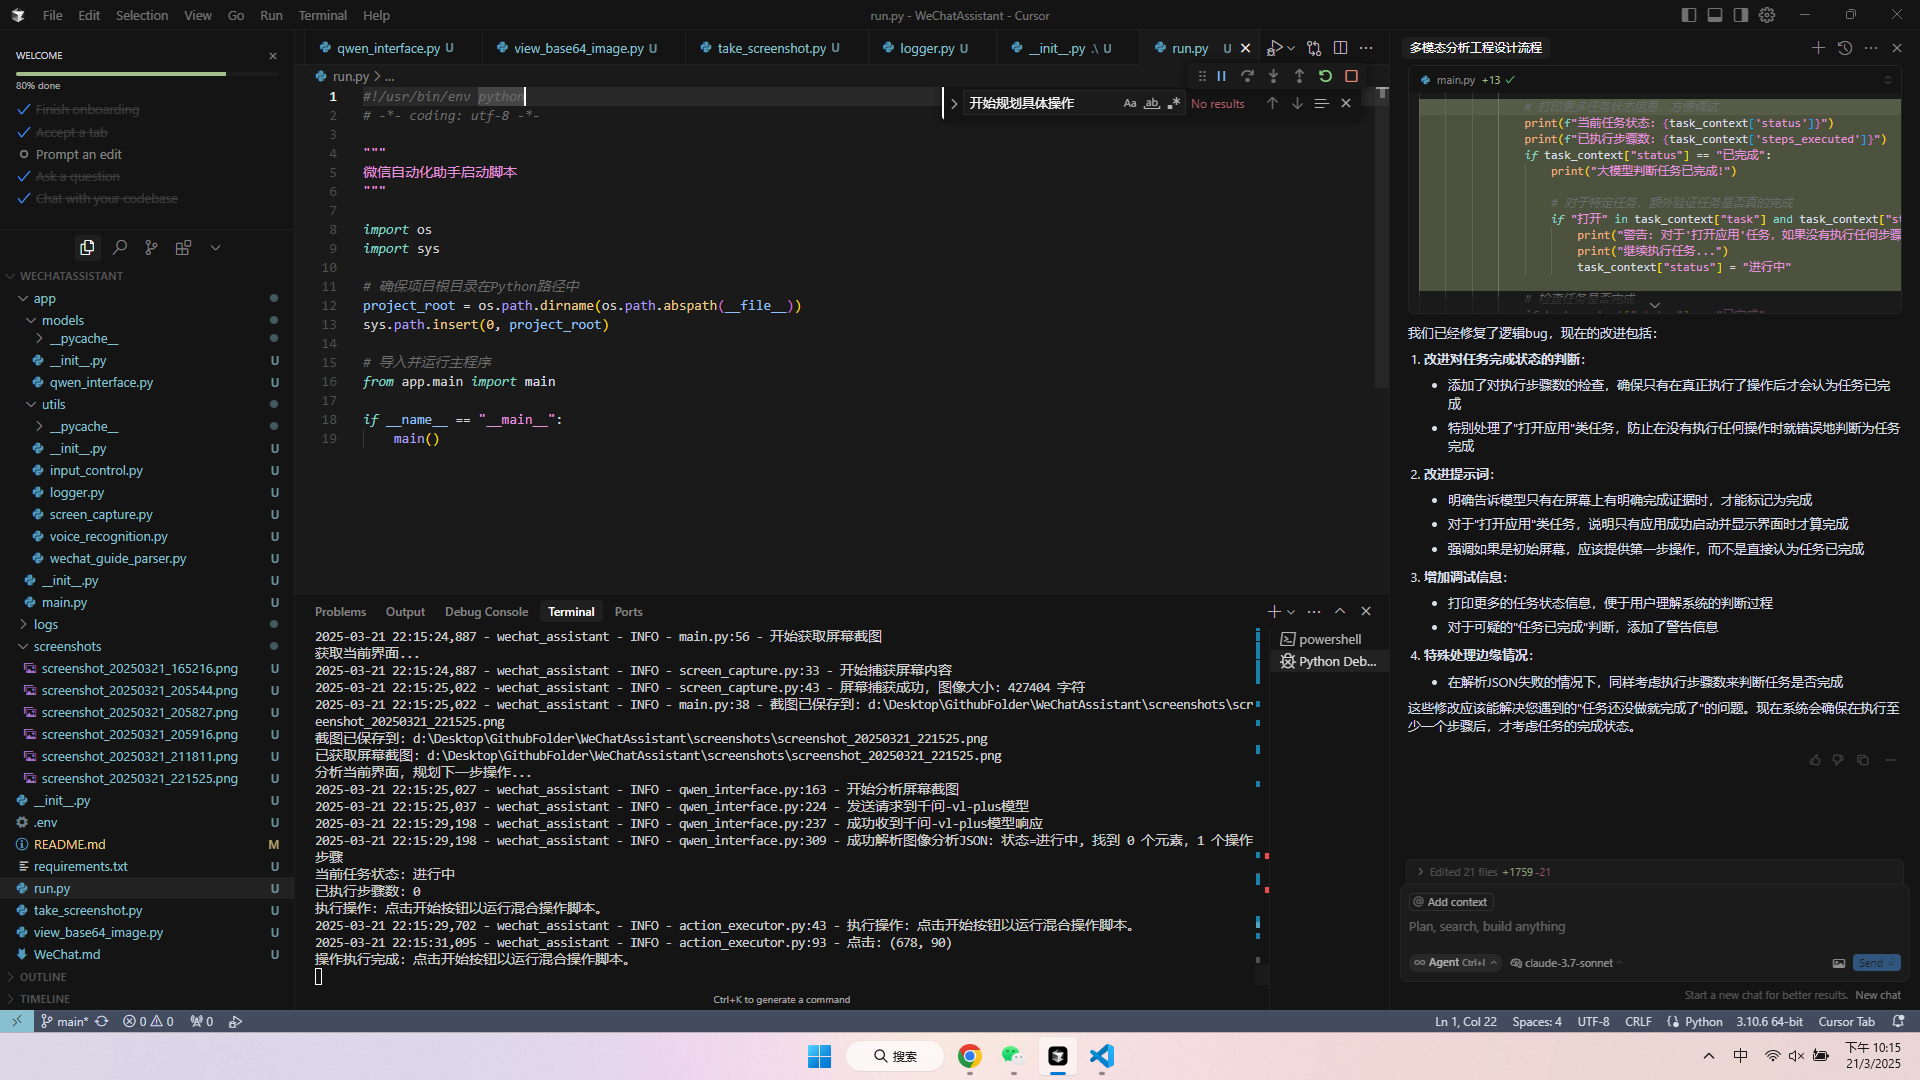 File Edit Selection View Go Run Terminal Help
run.py - WeChatAssistant - Cursor
WELCOME
80% done
Finish onboarding
Accept a tab
Prompt an edit
Ask a question
Chat with your codebase
WECHATASSISTANT
app
models
__pycache__
__init__.py U
qwen_interface.py U
utils
__pycache__
__init__.py U
input_control.py U
logger.py U
screen_capture.py U
voice_recognition.py U
wechat_guide_parser.py U
__init__.py U
main.py U
logs
screenshots
screenshot_20250321_165216.png U
screenshot_20250321_205544.png U
screenshot_20250321_205827.png U
screenshot_20250321_205916.png U
screenshot_20250321_211811.png U
screenshot_20250321_221525.png U
__init__.py U
.env U
README.md M
requirements.txt U
run.py U
take_screenshot.py U
view_base64_image.py U
WeChat.md U
OUTLINE
TIMELINE
qwen_interface.py U view_base64_image.py U take_screenshot.py U logger.py U __init__.py .\ U run.py U
run.py > ...
开始规划具体操作 Aa ab .* No results
1 #!/usr/bin/env python
2 # -*- coding: utf-8 -*-
3
4 """
5 微信自动化助手启动脚本
6 """
7
8 import os
9 import sys
10
11 # 确保项目根目录在Python路径中
12 project_root = os.path.dirname(os.path.abspath(__file__))
13 sys.path.insert(0, project_root)
14
15 # 导入并运行主程序
16 from app.main import main
17
18 if __name__ == "__main__":
19 main()
Problems Output Debug Console Terminal Ports
powershell
Python Deb...
2025-03-21 22:15:24,887 - wechat_assistant - INFO - main.py:56 - 开始获取屏幕截图
获取当前界面...
2025-03-21 22:15:24,887 - wechat_assistant - INFO - screen_capture.py:33 - 开始捕获屏幕内容
2025-03-21 22:15:25,022 - wechat_assistant - INFO - screen_capture.py:43 - 屏幕捕获成功, 图像大小: 427404 字符
2025-03-21 22:15:25,022 - wechat_assistant - INFO - main.py:38 - 截图已保存到: d:\Desktop\GithubFolder\WeChatAssistant\screenshots\scr
eenshot_20250321_221525.png
截图已保存到: d:\Desktop\GithubFolder\WeChatAssistant\screenshots\screenshot_20250321_221525.png
已获取屏幕截图: d:\Desktop\GithubFolder\WeChatAssistant\screenshots\screenshot_20250321_221525.png
分析当前界面, 规划下一步操作...
2025-03-21 22:15:25,027 - wechat_assistant - INFO - qwen_interface.py:163 - 开始分析屏幕截图
2025-03-21 22:15:25,037 - wechat_assistant - INFO - qwen_interface.py:224 - 发送请求到千问-vl-plus模型
2025-03-21 22:15:29,198 - wechat_assistant - INFO - qwen_interface.py:237 - 成功收到千问-vl-plus模型响应
2025-03-21 22:15:29,198 - wechat_assistant - INFO - qwen_interface.py:309 - 成功解析图像分析JSON: 状态=进行中, 找到 0 个元素, 1 个操作
步骤
当前任务状态: 进行中
已执行步骤数: 0
执行操作: 点击开始按钮以运行混合操作脚本。
2025-03-21 22:15:29,702 - wechat_assistant - INFO - action_executor.py:43 - 执行操作: 点击开始按钮以运行混合操作脚本。
2025-03-21 22:15:31,095 - wechat_assistant - INFO - action_executor.py:93 - 点击: (678, 90)
操作执行完成: 点击开始按钮以运行混合操作脚本。
Ctrl+K to generate a command
多模态分析工程设计流程
main.py +13
# 打印更多任务状态信息, 方便调试
print(f"当前任务状态: {task_context['status']}")
print(f"已执行步骤数: {task_context['steps_executed']}")
if task_context["status"] == "已完成":
print("大模型判断任务已完成!")
# 对于特定任务, 额外验证任务是否真的完成
if "打开" in task_context["task"] and task_context["st
print("警告: 对于'打开应用'任务, 如果没有执行任何步骤
print("继续执行任务...")
task_context["status"] = "进行中"
# 检查任务是否完成
我们已经修复了逻辑bug，现在的改进包括：
1. 改进对任务完成状态的判断：
• 添加了对执行步骤数的检查，确保只有在真正执行了操作后才会认为任务已完
成
• 特别处理了"打开应用"类任务，防止在没有执行任何操作时就错误地判断为任务
完成
2. 改进提示词：
• 明确告诉模型只有在屏幕上有明确完成证据时，才能标记为完成
• 对于"打开应用"类任务，说明只有应用成功启动并显示界面时才算完成
• 强调如果是初始屏幕，应该提供第一步操作，而不是直接认为任务已完成
3. 增加调试信息：
• 打印更多的任务状态信息，便于用户理解系统的判断过程
• 对于可疑的"任务已完成"判断，添加了警告信息
4. 特殊处理边缘情况：
• 在解析JSON失败的情况下，同样考虑执行步骤数来判断任务是否完成
这些修改应该能解决您遇到的"任务还没做就完成了"的问题。现在系统会确保在执行至
少一个步骤后，才考虑任务的完成状态。
Edited 21 files +1759 -21
@ Add context
Plan, search, build anything
Agent Ctrl+I claude-3.7-sonnet Send
Start a new chat for better results. New chat
main* 0 0 0
Ln 1, Col 22 Spaces: 4 UTF-8 CRLF Python 3.10.6 64-bit Cursor Tab
搜索
中
下午 10:15
21/3/2025